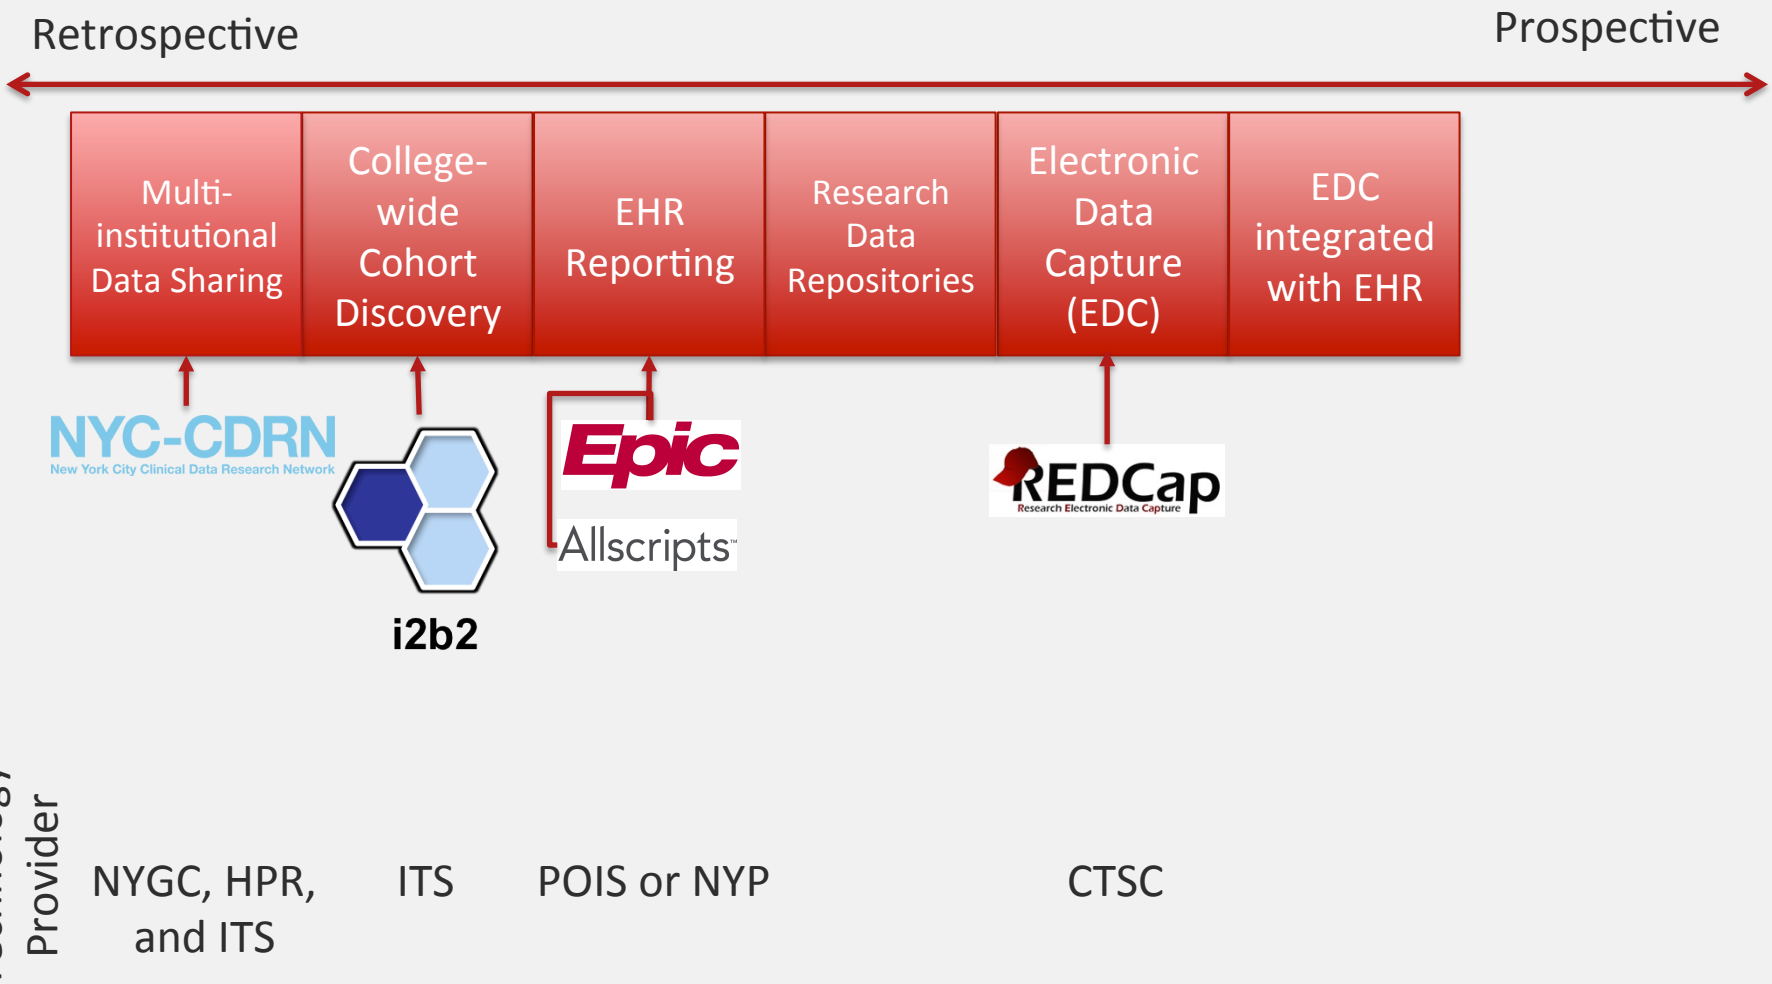 Retrospective
Prospective
Multi-
institutional
Data Sharing
College-
wide
Cohort
Discovery
EHR
Reporting
Research
Data
Repositories
Electronic
Data
Capture
(EDC)
EDC
integrated
with EHR
NYC-CDRN
New York City Clinical Data Research Network
i2b2
Epic
Allscripts™
REDCap
Research Electronic Data Capture
Provider
NYGC, HPR,
and ITS
ITS
POIS or NYP
CTSC